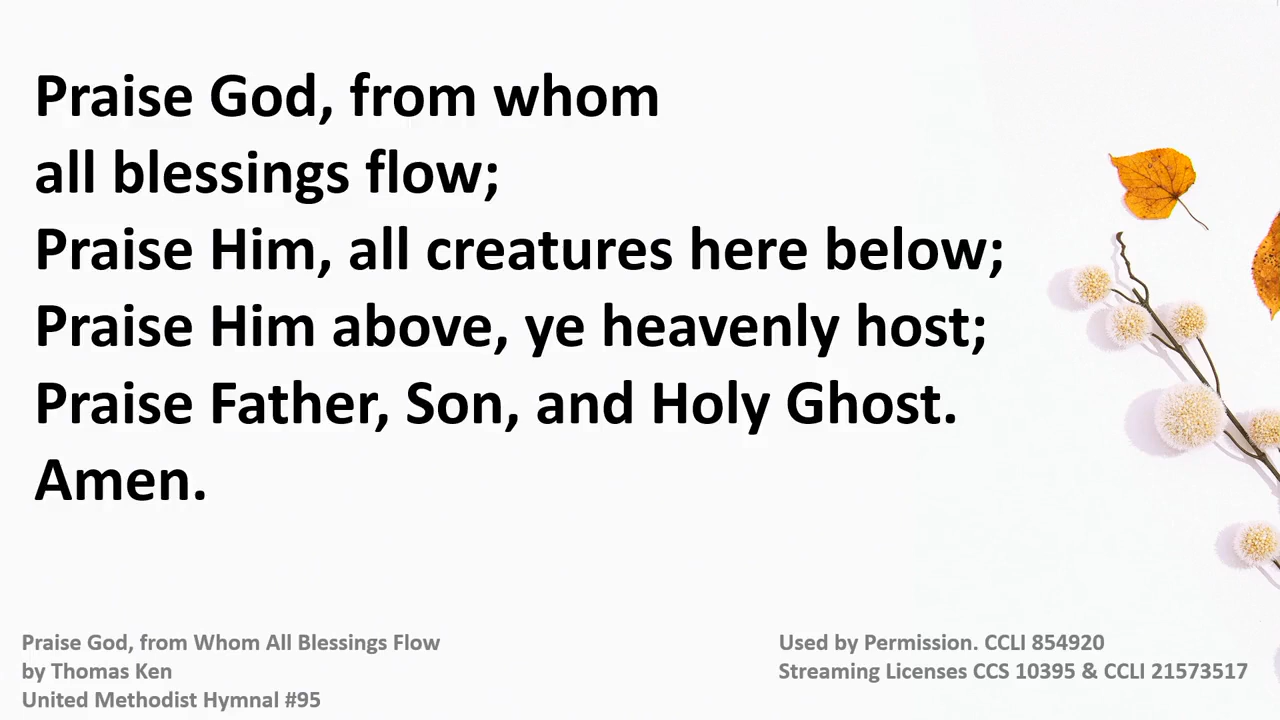 Praise God, from whom
all blessings flow;
Praise Him, all creatures here below;
Praise Him above, ye heavenly host;
Praise Father, Son, and Holy Ghost.
Amen.
Praise God, from Whom All Blessings Flow
by Thomas Ken
United Methodist Hymnal #95
Used by Permission. CCLI 854920
Streaming Licenses CCS 10395 & CCLI 21573517